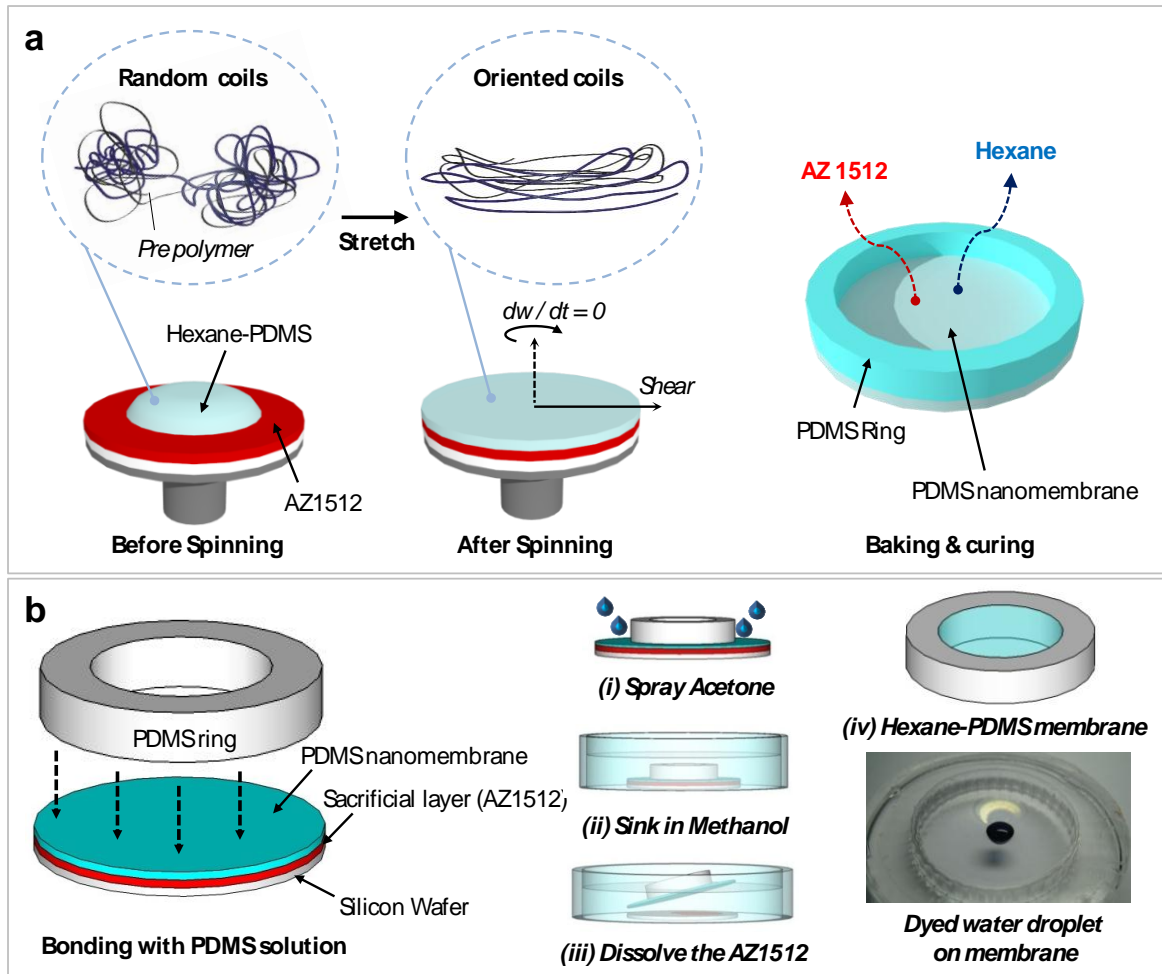 a
Random coils
Oriented coils
Pre polymer
Stretch
Hexane
AZ 1512
Hexane-PDMS
dw / dt = 0
Shear
AZ1512
PDMS Ring
PDMS nanomembrane
Before Spinning
After Spinning
Baking & curing
b
PDMS ring
PDMS nanomembrane
Sacrificial layer (AZ1512)
Silicon Wafer
Bonding with PDMS solution
(i) Spray Acetone
(ii) Sink in Methanol
(iii) Dissolve the AZ1512
(iv) Hexane-PDMS membrane
Dyed water droplet
on membrane